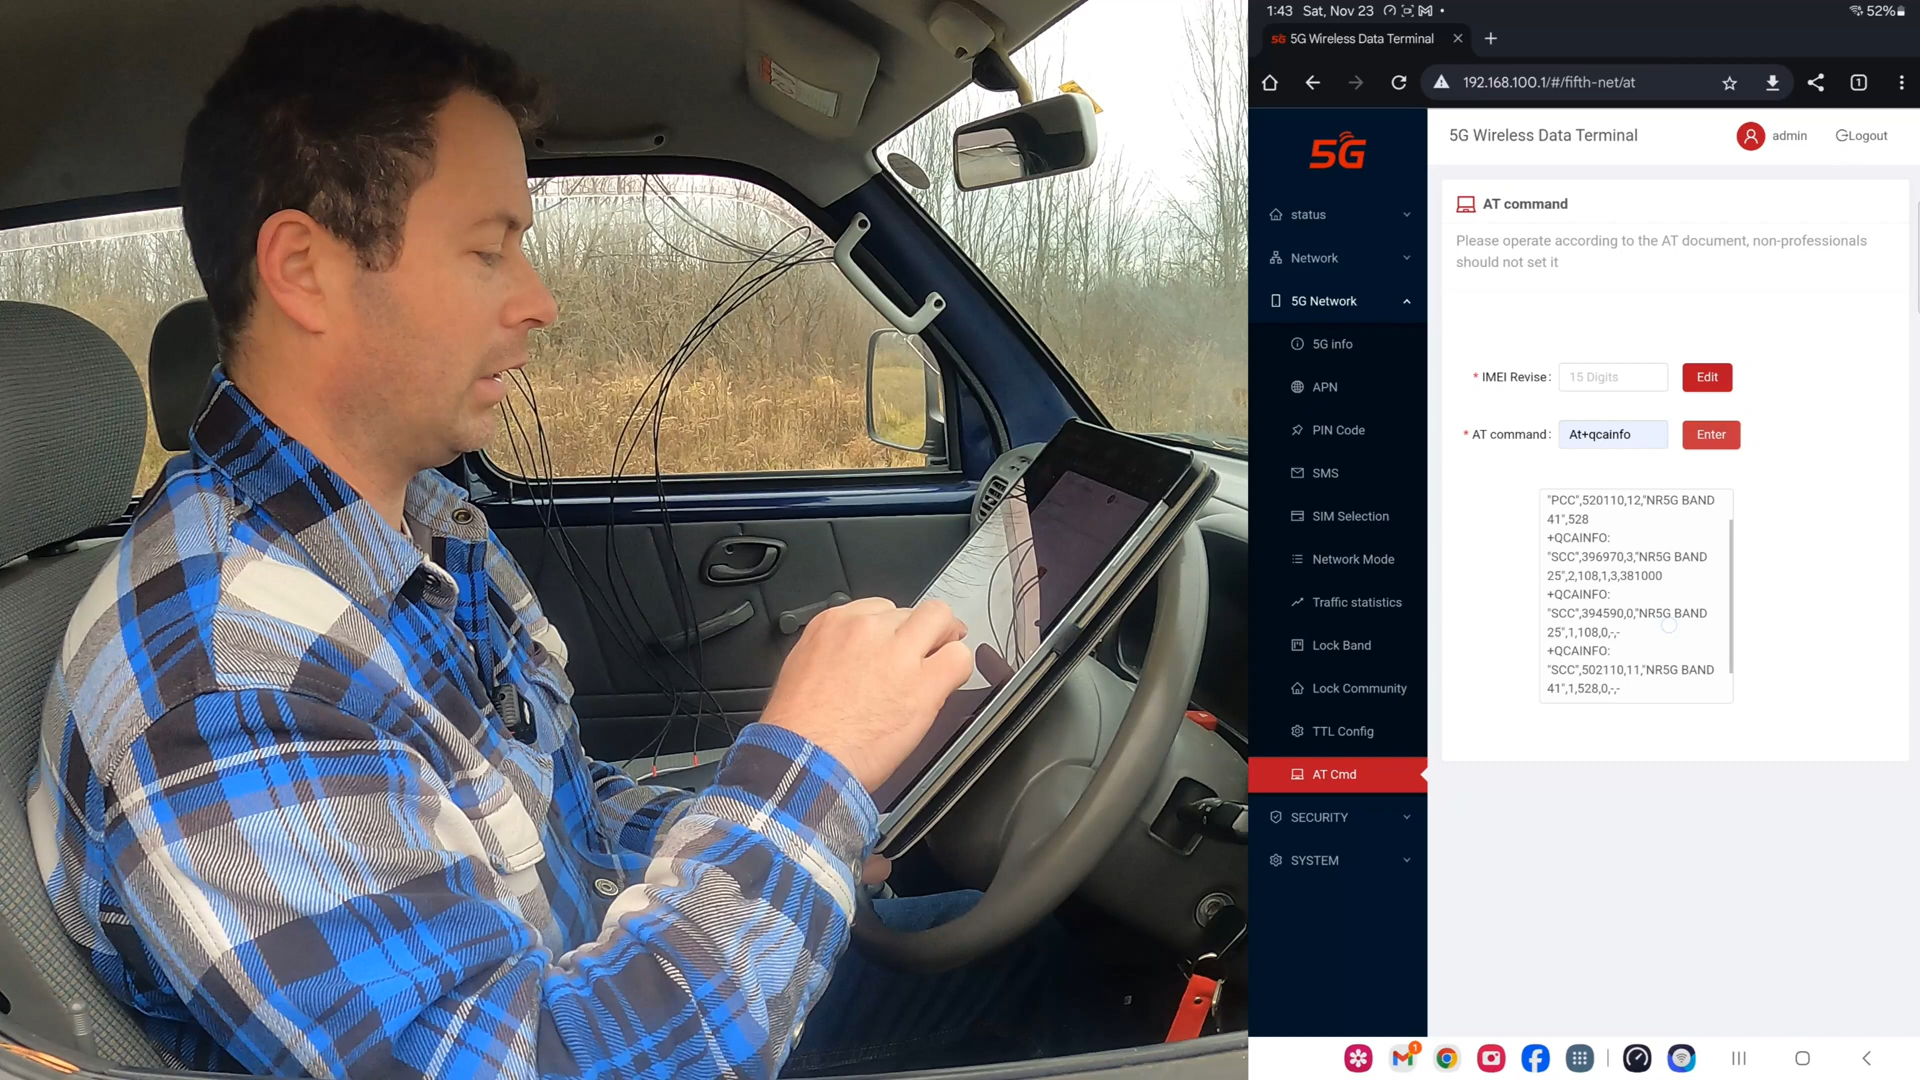 1:43 Sat, Nov 23
52%
5G 5G Wireless Data Terminal
192.168.100.1/#/fifth-net/at
1
5G
5G Wireless Data Terminal
admin
Logout
status
Network
5G Network
5G info
APN
PIN Code
SMS
SIM Selection
Network Mode
Traffic statistics
Lock Band
Lock Community
TTL Config
AT Cmd
SECURITY
SYSTEM
AT command
Please operate according to the AT document, non-professionals
should not set it
* IMEI Revise: 15 Digits Edit
* AT command: At+qcainfo Enter
"PCC",520110,12,"NR5G BAND
41",528
+QCAINFO:
"SCC",396970,3,"NR5G BAND
25",2,108,1,3,381000
+QCAINFO:
"SCC",394590,0,"NR5G BAND
25",1,108,0,-,-
+QCAINFO:
"SCC",502110,11,"NR5G BAND
41",1,528,0,-,-
1